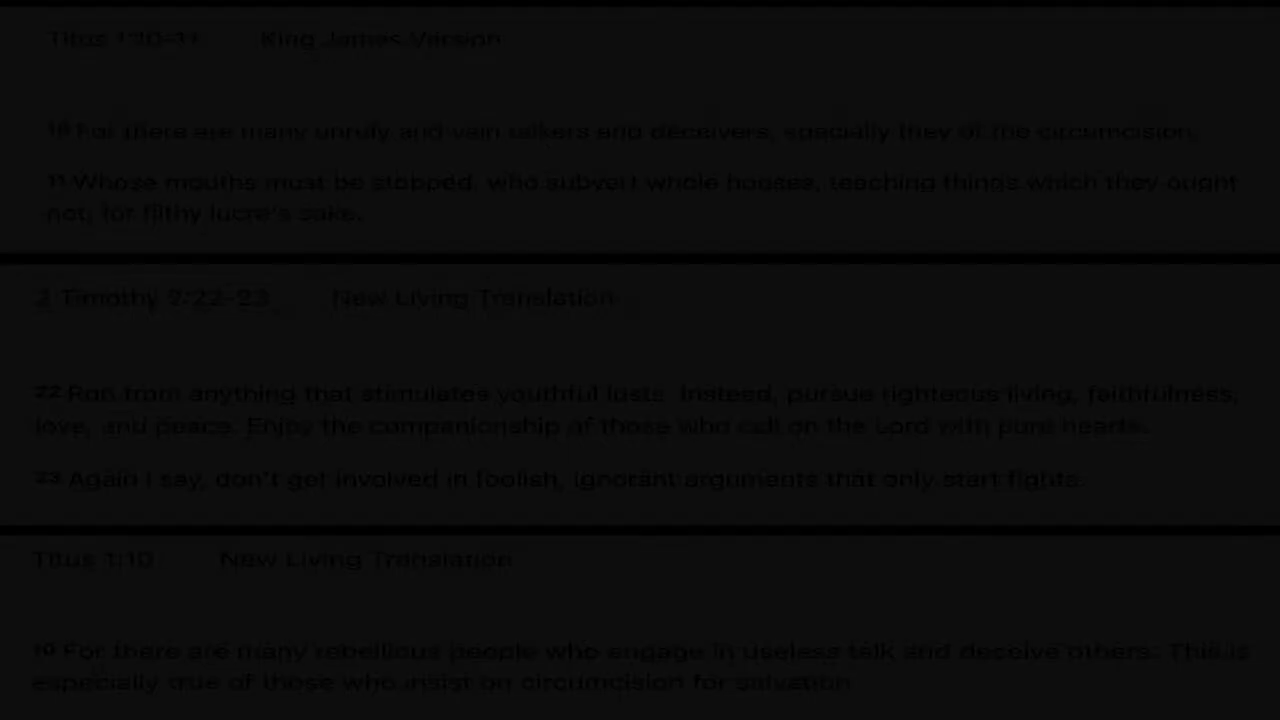 Titus 1:10-11 King James Version
10 For there are many unruly and vain talkers and deceivers, specially they of the circumcision:
11 Whose mouths must be stopped, who subvert whole houses, teaching things which they ought
not, for filthy lucre's sake.
2 Timothy 2:22-23 New Living Translation
22 Run from anything that stimulates youthful lusts. Instead, pursue righteous living, faithfulness,
love, and peace. Enjoy the companionship of those who call on the Lord with pure hearts.
23 Again I say, don't get involved in foolish, ignorant arguments that only start fights.
Titus 1:10 New Living Translation
10 For there are many rebellious people who engage in useless talk and deceive others. This is
especially true of those who insist on circumcision for salvation.